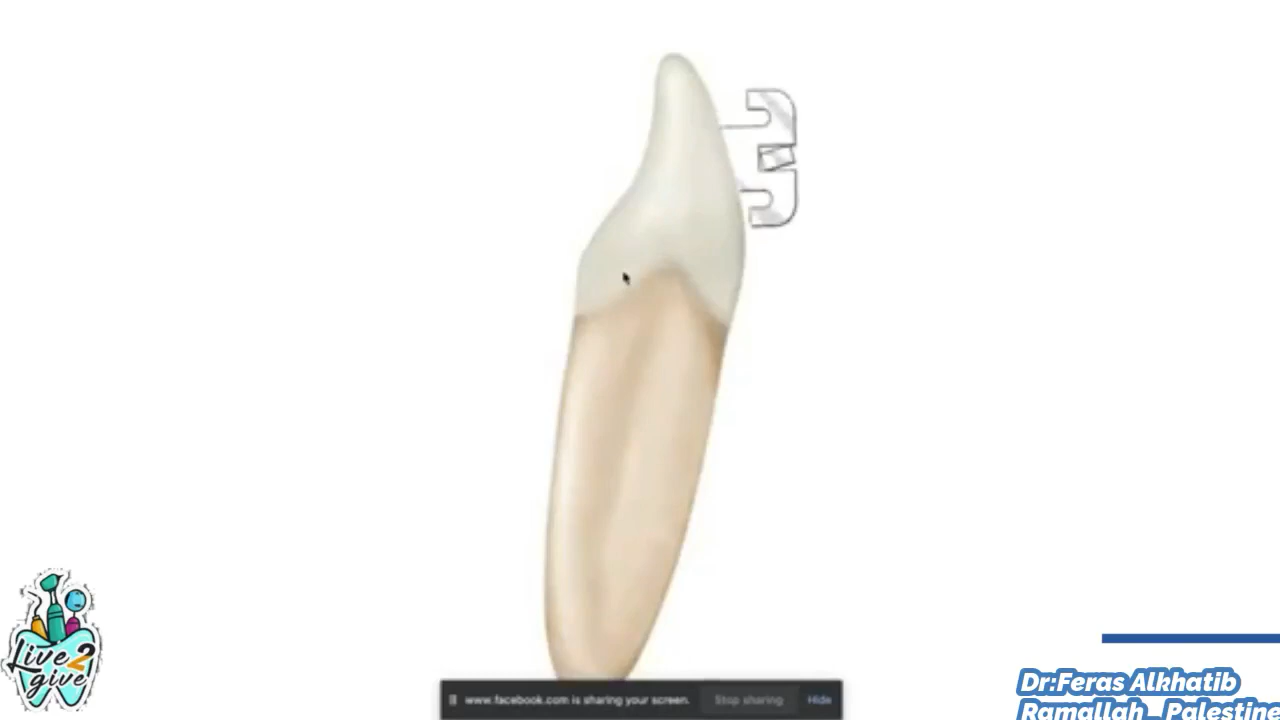 Live 2
give
www.facebook.com is sharing your screen.
Stop sharing
Hide
Dr:Feras Alkhatib
Ramallah _ Palestine